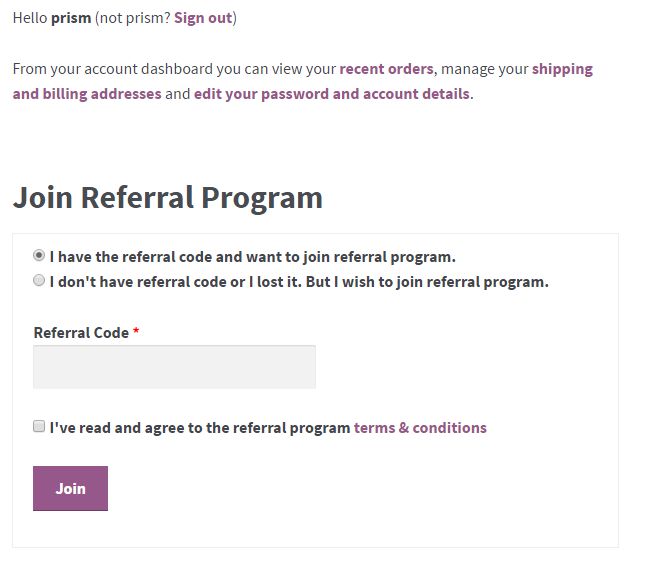 Hello prism (not prism? Sign out)
From your account dashboard you can view your recent orders, manage your shipping
and billing addresses and edit your password and account details.
Join Referral Program
I have the referral code and want to join referral program.
I don't have referral code or I lost it. But I wish to join referral program.
Referral Code *
I've read and agree to the referral program terms & conditions
Join